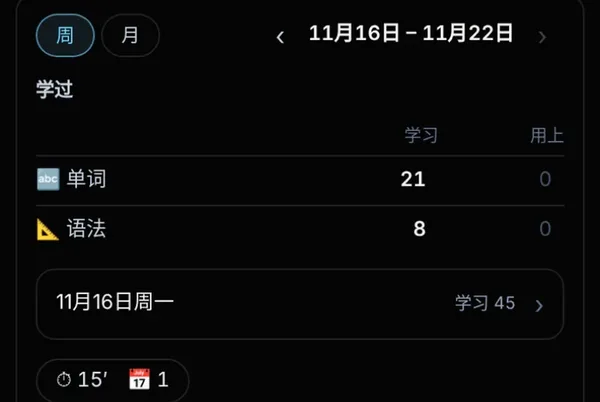 周 月 ‹ 11月16日 – 11月22日 ›
学过
学习 用上
🔤 单词 21 0
📐 语法 8 0
11月16日周一 学习 45 ›
⏱ 15′ 📅 1